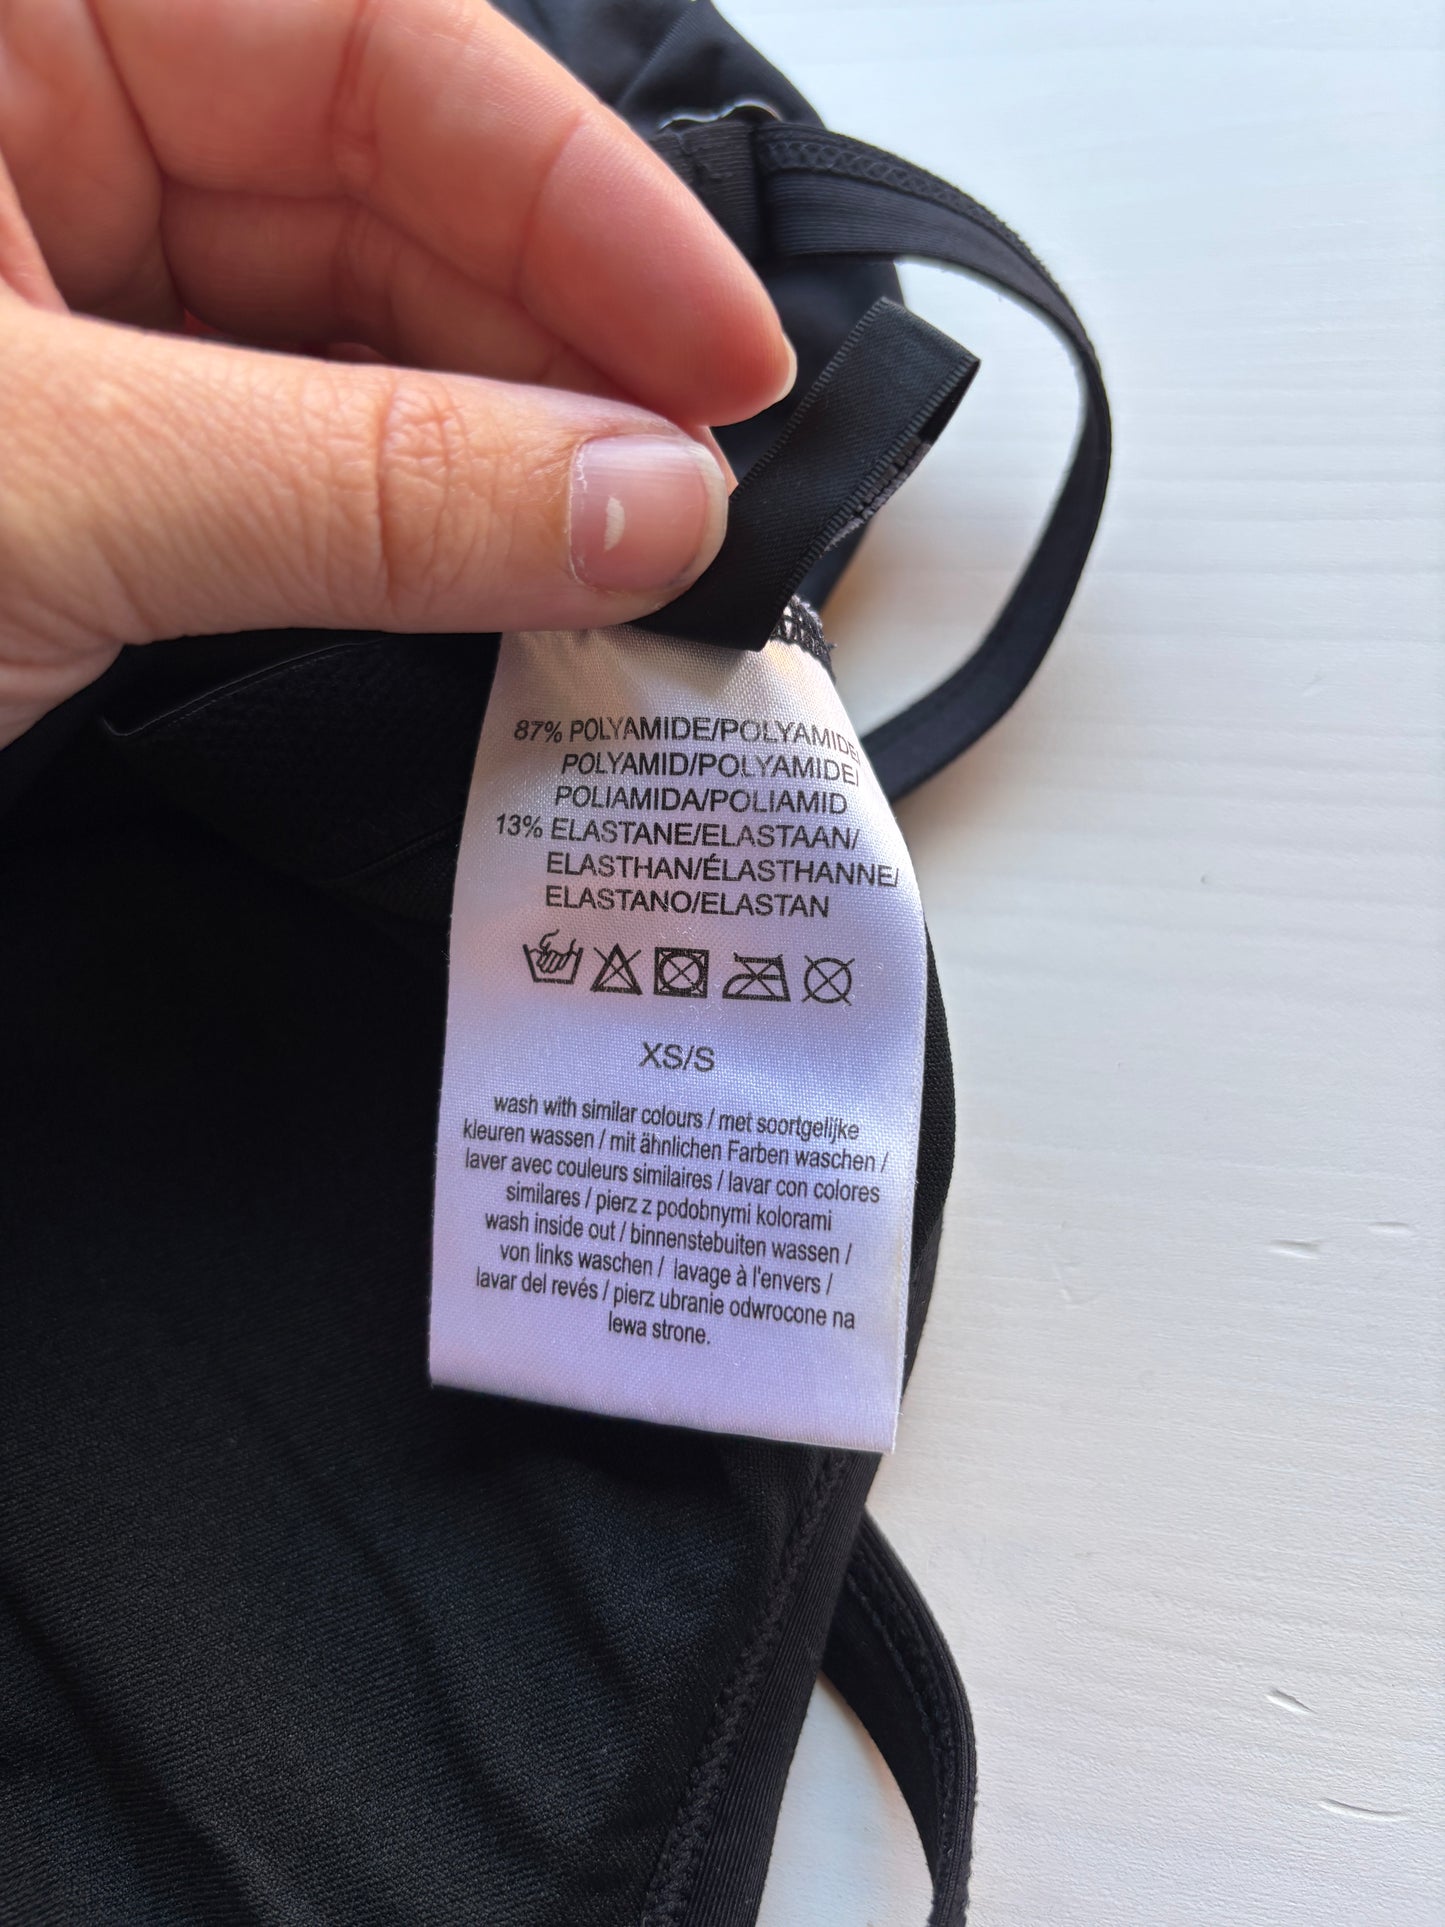 87% POLYAMIDE/POLYAMIDE/
POLYAMID/POLYAMIDE/
POLIAMIDA/POLIAMID
13% ELASTANE/ELASTAAN/
ELASTHAN/ÉLASTHANNE/
ELASTANO/ELASTAN
XS/S
wash with similar colours / met soortgelijke
kleuren wassen / mit ähnlichen Farben waschen /
laver avec couleurs similaires / lavar con colores
similares / pierz z podobnymi kolorami
wash inside out / binnenstebuiten wassen /
von links waschen / lavage à l'envers /
lavar del revés / pierz ubranie odwrocone na
lewa strone.